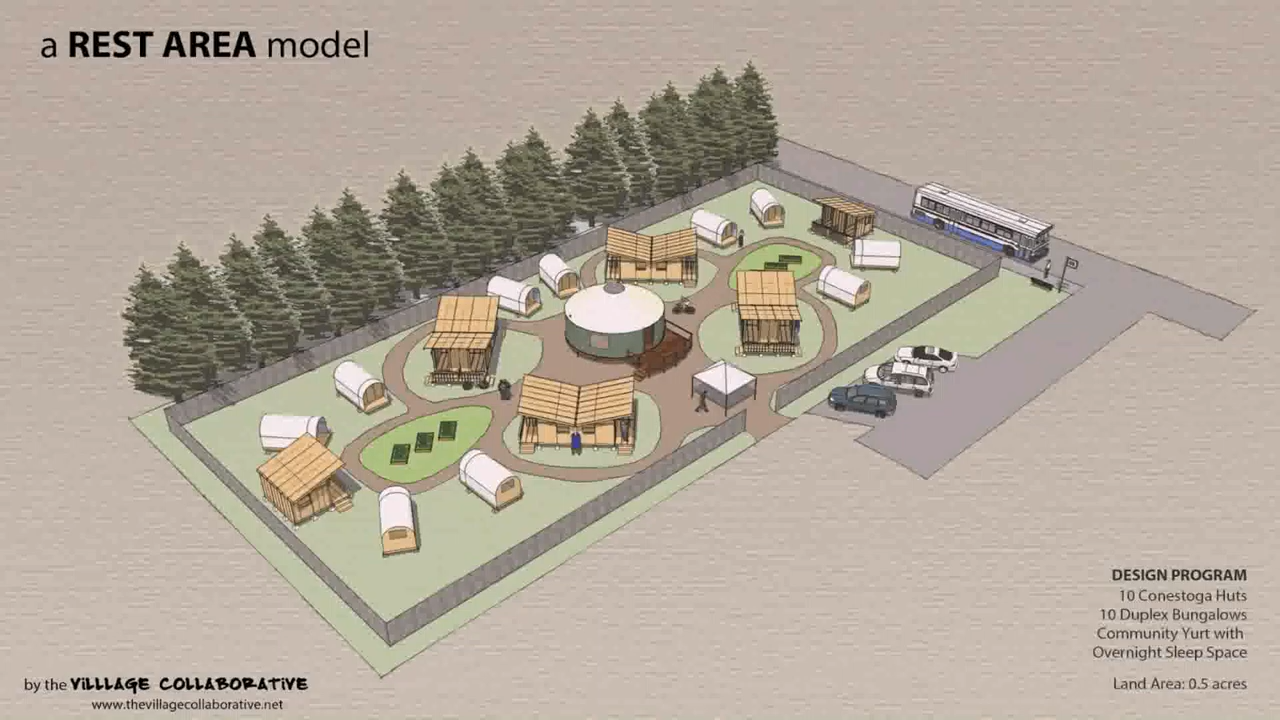 a REST AREA model
DESIGN PROGRAM
10 Conestoga Huts
10 Duplex Bungalows
Community Yurt with
Overnight Sleep Space
Land Area: 0.5 acres
by the VILLLAGE COLLABORATIVE
www.thevillagecollaborative.net